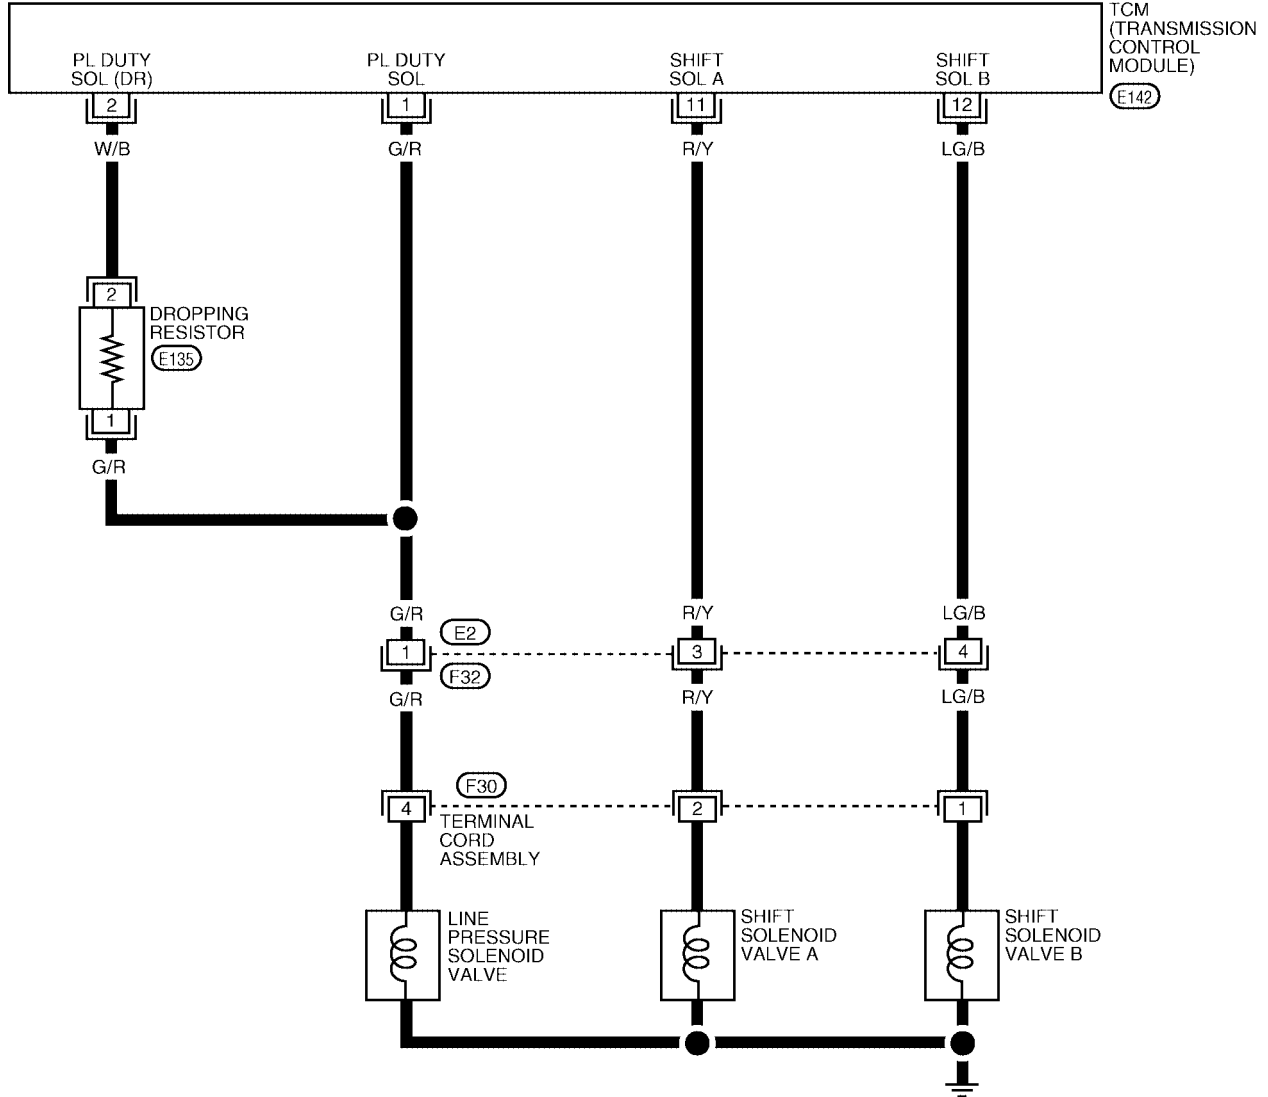 TCM
(TRANSMISSION
CONTROL
MODULE)
E142
PL DUTY
SOL (DR)
PL DUTY
SOL
SHIFT
SOL A
SHIFT
SOL B
2
1
11
12
W/B
G/R
R/Y
LG/B
2
DROPPING
RESISTOR
E135
1
G/R
G/R
R/Y
LG/B
E2
1
3
4
F32
G/R
R/Y
LG/B
F30
4
2
1
TERMINAL
CORD
ASSEMBLY
LINE
PRESSURE
SOLENOID
VALVE
SHIFT
SOLENOID
VALVE A
SHIFT
SOLENOID
VALVE B